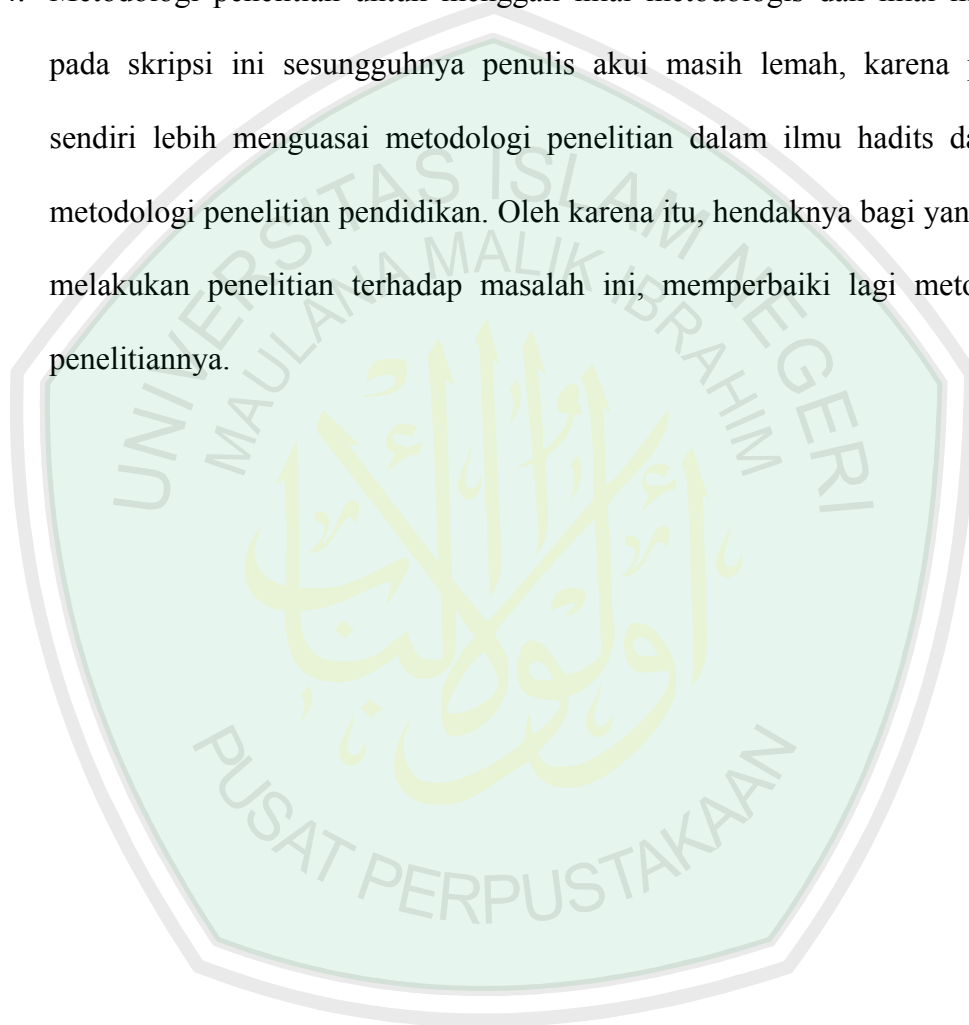 4. Metodologi penelitian untuk menggali nilai metodologis dan nilai
pada skripsi ini sesungguhnya penulis akui masih lemah, karena p
sendiri lebih menguasai metodologi penelitian dalam ilmu hadits da
metodologi penelitian pendidikan. Oleh karena itu, hendaknya bagi yan
melakukan penelitian terhadap masalah ini, memperbaiki lagi meto
penelitiannya.
UNIVERSITAS ISLAM NEGERI
MAULANA MALIK IBRAHIM
PUSAT PERPUSTAKAAN